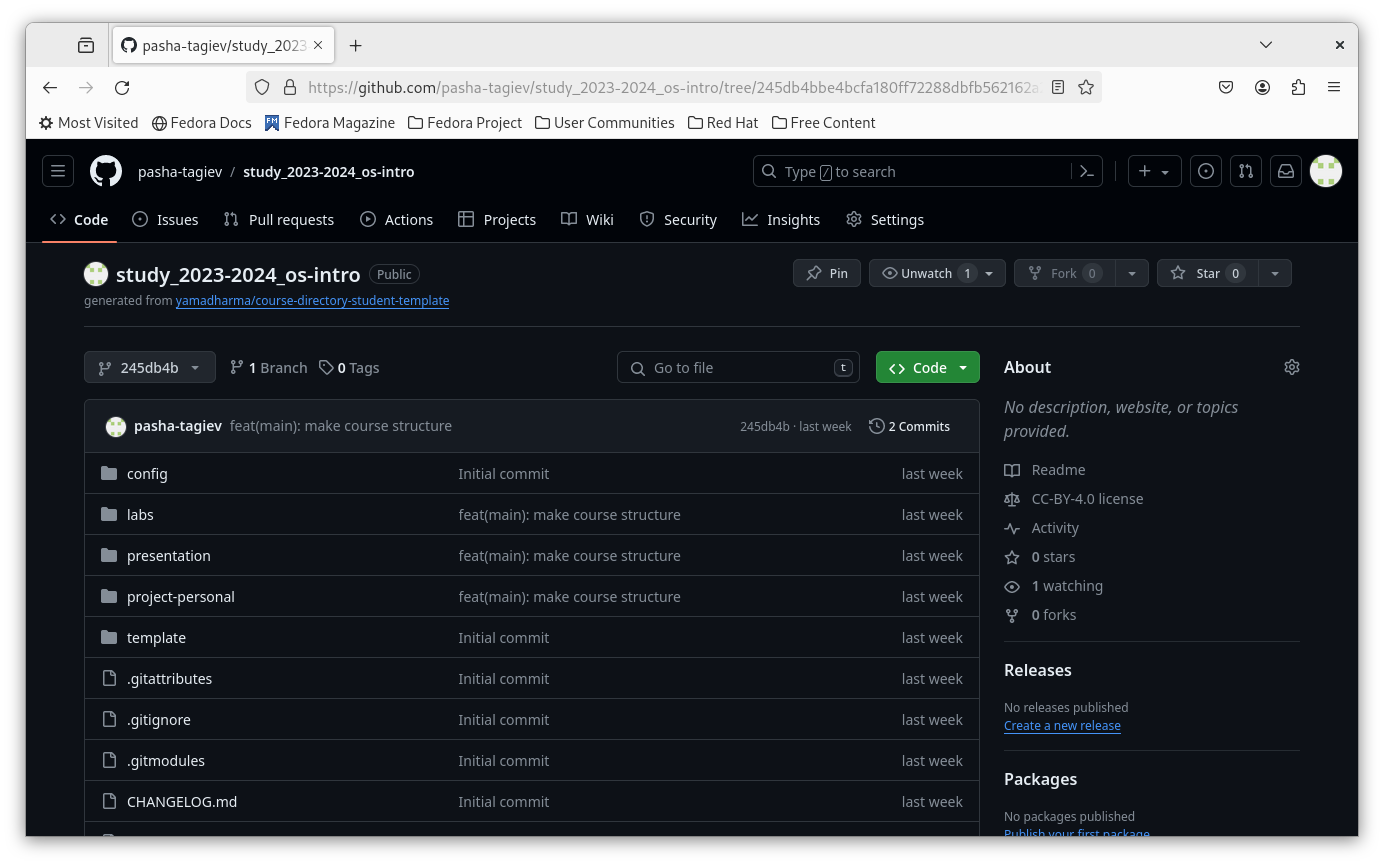 pasha-tagiev/study_2023
https://github.com/pasha-tagiev/study_2023-2024_os-intro/tree/245db4bbe4bcfa180ff72288dbfb562162a
Most Visited Fedora Docs FM Fedora Magazine Fedora Project User Communities Red Hat Free Content
pasha-tagiev / study_2023-2024_os-intro Type / to search
Code Issues Pull requests Actions Projects Wiki Security Insights Settings
study_2023-2024_os-intro Public Pin Unwatch 1 Fork 0 Star 0
generated from yamadharma/course-directory-student-template
245db4b 1 Branch 0 Tags Go to file t Code
pasha-tagiev feat(main): make course structure 245db4b · last week 2 Commits
config Initial commit last week
labs feat(main): make course structure last week
presentation feat(main): make course structure last week
project-personal feat(main): make course structure last week
template Initial commit last week
.gitattributes Initial commit last week
.gitignore Initial commit last week
.gitmodules Initial commit last week
CHANGELOG.md Initial commit last week
About
No description, website, or topics
provided.
Readme
CC-BY-4.0 license
Activity
0 stars
1 watching
0 forks
Releases
No releases published
Create a new release
Packages
No packages published
Publish your first package